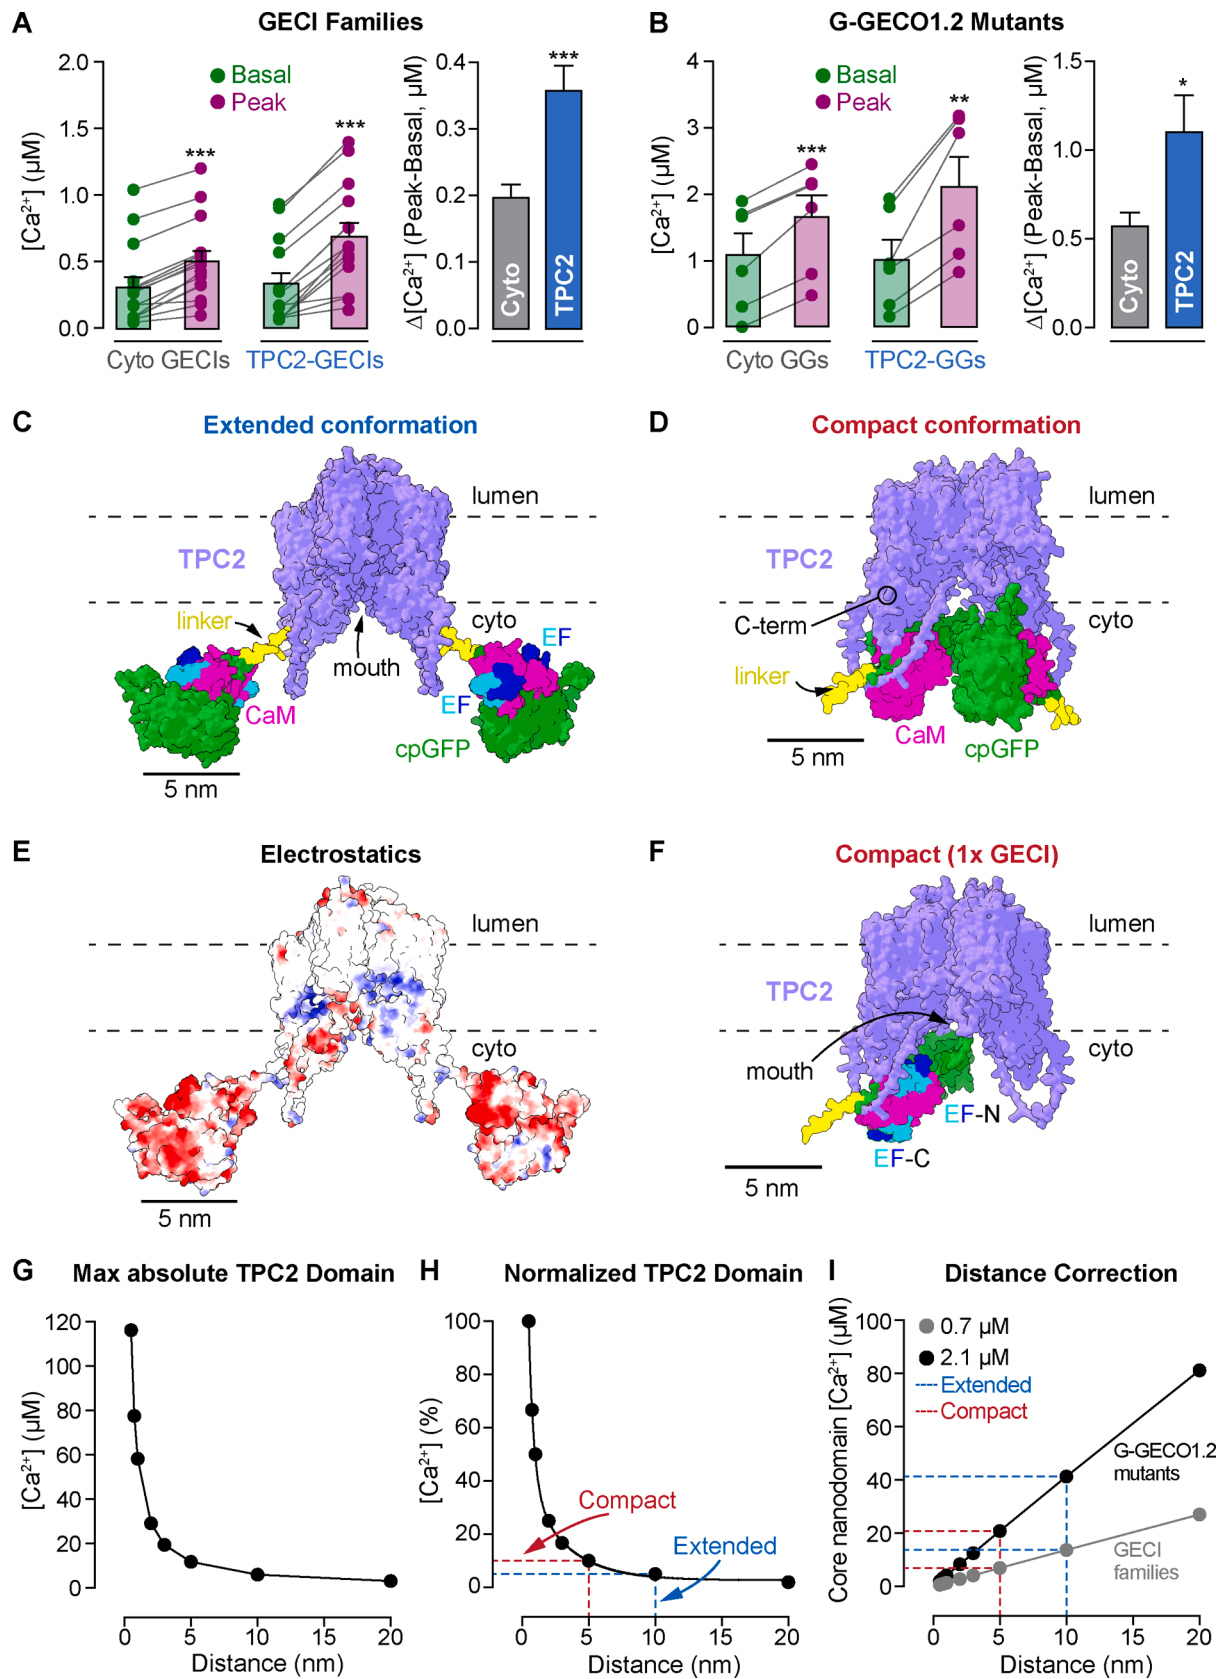 A
GECI Families
2.0
1.5
1.0
0.5
0.0
[Ca²⁺] (µM)
Basal
Peak
***
***
Cyto GECIs
TPC2-GECIs
0.4
0.3
0.2
0.1
0.0
Δ[Ca²⁺] (Peak-Basal, µM)
***
Cyto
TPC2
B
G-GECO1.2 Mutants
4
3
2
1
0
[Ca²⁺] (µM)
Basal
Peak
***
**
Cyto GGs
TPC2-GGs
1.5
1.0
0.5
0.0
Δ[Ca²⁺] (Peak-Basal, µM)
*
Cyto
TPC2
C
Extended conformation
lumen
TPC2
cyto
linker
mouth
EF
EF
CaM
cpGFP
5 nm
D
Compact conformation
lumen
TPC2
C-term
cyto
linker
CaM
cpGFP
5 nm
E
Electrostatics
lumen
cyto
5 nm
F
Compact (1x GECI)
lumen
TPC2
cyto
mouth
EF-N
EF-C
5 nm
G
Max absolute TPC2 Domain
120
100
80
60
40
20
0
[Ca²⁺] (µM)
0 5 10 15 20
Distance (nm)
H
Normalized TPC2 Domain
100
80
60
40
20
0
[Ca²⁺] (%)
Compact
Extended
0 5 10 15 20
Distance (nm)
I
Distance Correction
100
80
60
40
20
0
Core nanodomain [Ca²⁺] (µM)
0.7 µM
2.1 µM
Extended
Compact
G-GECO1.2
mutants
GECI
families
0 5 10 15 20
Distance (nm)